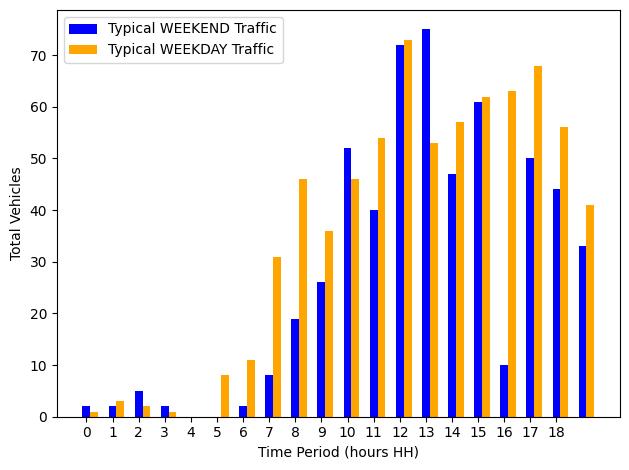 Typical WEEKEND Traffic
Typical WEEKDAY Traffic
Total Vehicles
70
60
50
40
30
20
10
0
0 1 2 3 4 5 6 7 8 9 10 11 12 13 14 15 16 17 18
Time Period (hours HH)